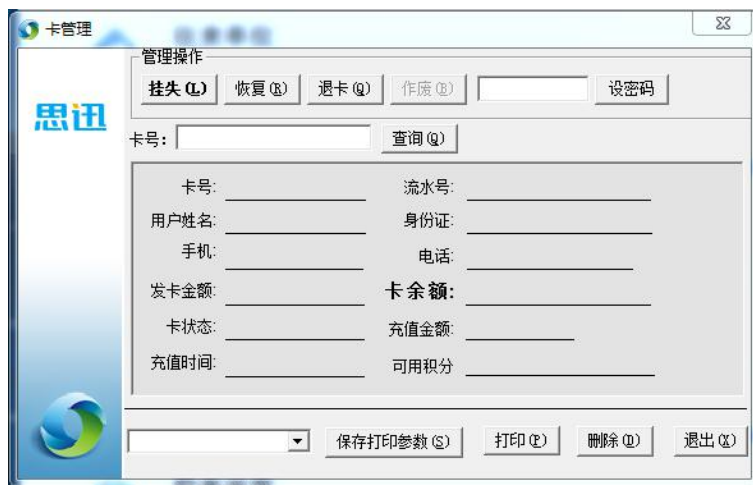 卡管理
管理操作
挂失(L) 恢复(R) 退卡(Q) 作废(B) 设密码
思迅
卡号: 查询(Q)
卡号: 流水号:
用户姓名: 身份证:
手机: 电话:
发卡金额: 卡余额:
卡状态: 充值金额:
充值时间: 可用积分
保存打印参数(S) 打印(P) 删除(D) 退出(X)